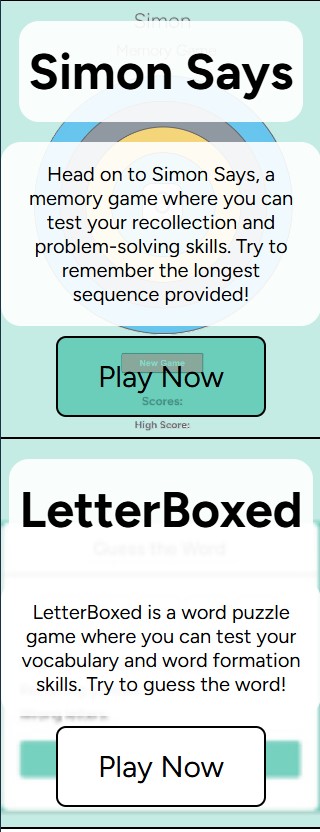 Simon
Memory Game
Simon Says
Head on to Simon Says, a
memory game where you can
test your recollection and
problem-solving skills. Try to
remember the longest
sequence provided!
New Game
Play Now
Scores:
High Score:
LetterBoxed
Guess the Word
LetterBoxed is a word puzzle
game where you can test your
vocabulary and word formation
skills. Try to guess the word!
Play Now